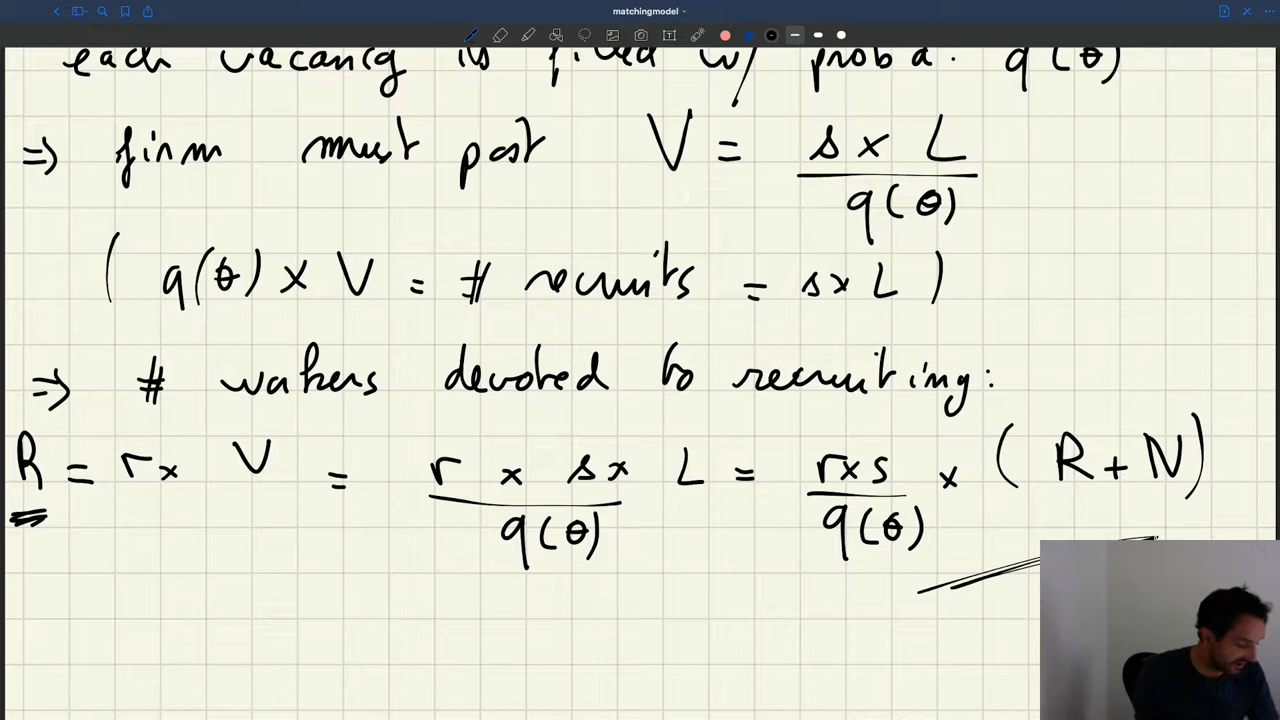 matchingmodel
each vacancy is filled w/ proba. q(θ)
⇒ firm must post V = s × L / q(θ)
( q(θ) × V = # recruits = s × L )
⇒ # workers devoted to recruiting:
R = r × V = r × s × L / q(θ) = r × s / q(θ) × ( R + N )